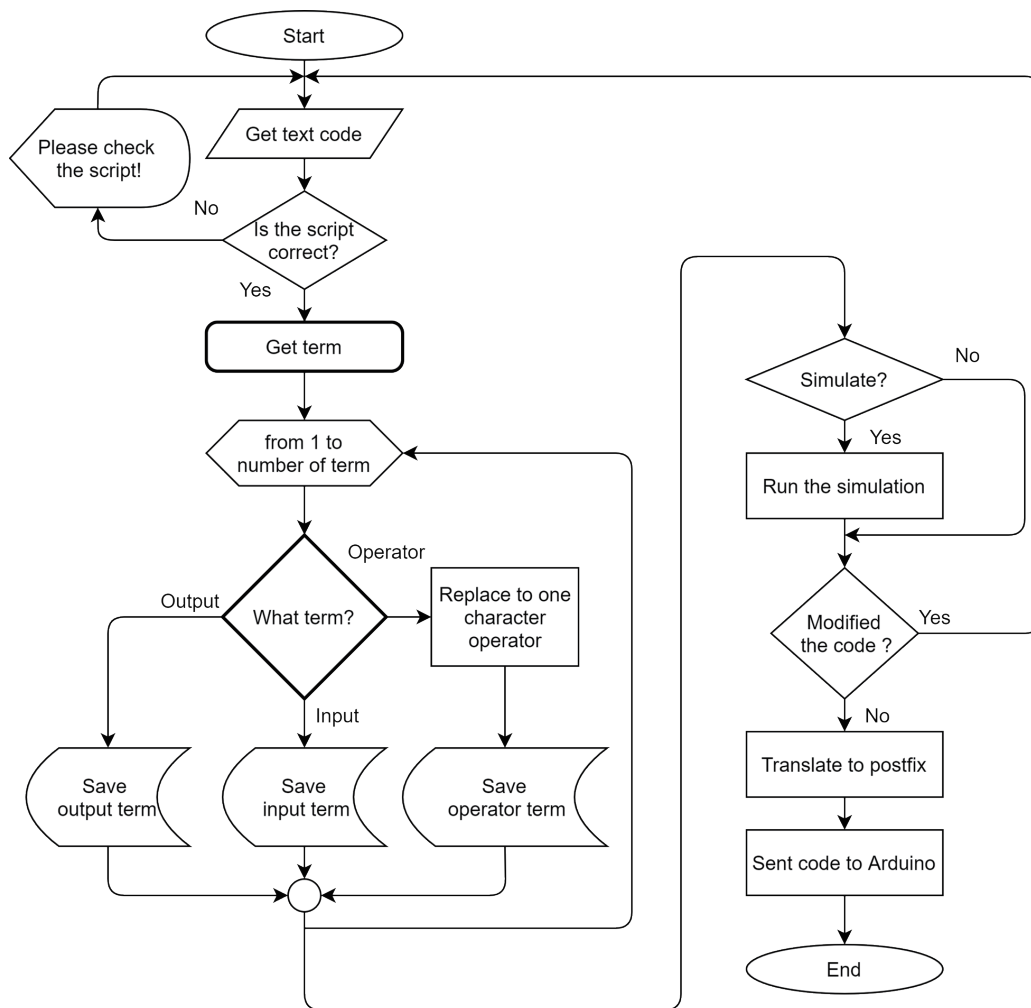 Start
Get text code
Please check
the script!
No
Is the script
correct?
Yes
Get term
from 1 to
number of term
Operator
Output
What term?
Replace to one
character
operator
Input
Save
output term
Save
input term
Save
operator term
Simulate?
No
Yes
Run the simulation
Modified
the code ?
Yes
No
Translate to postfix
Sent code to Arduino
End